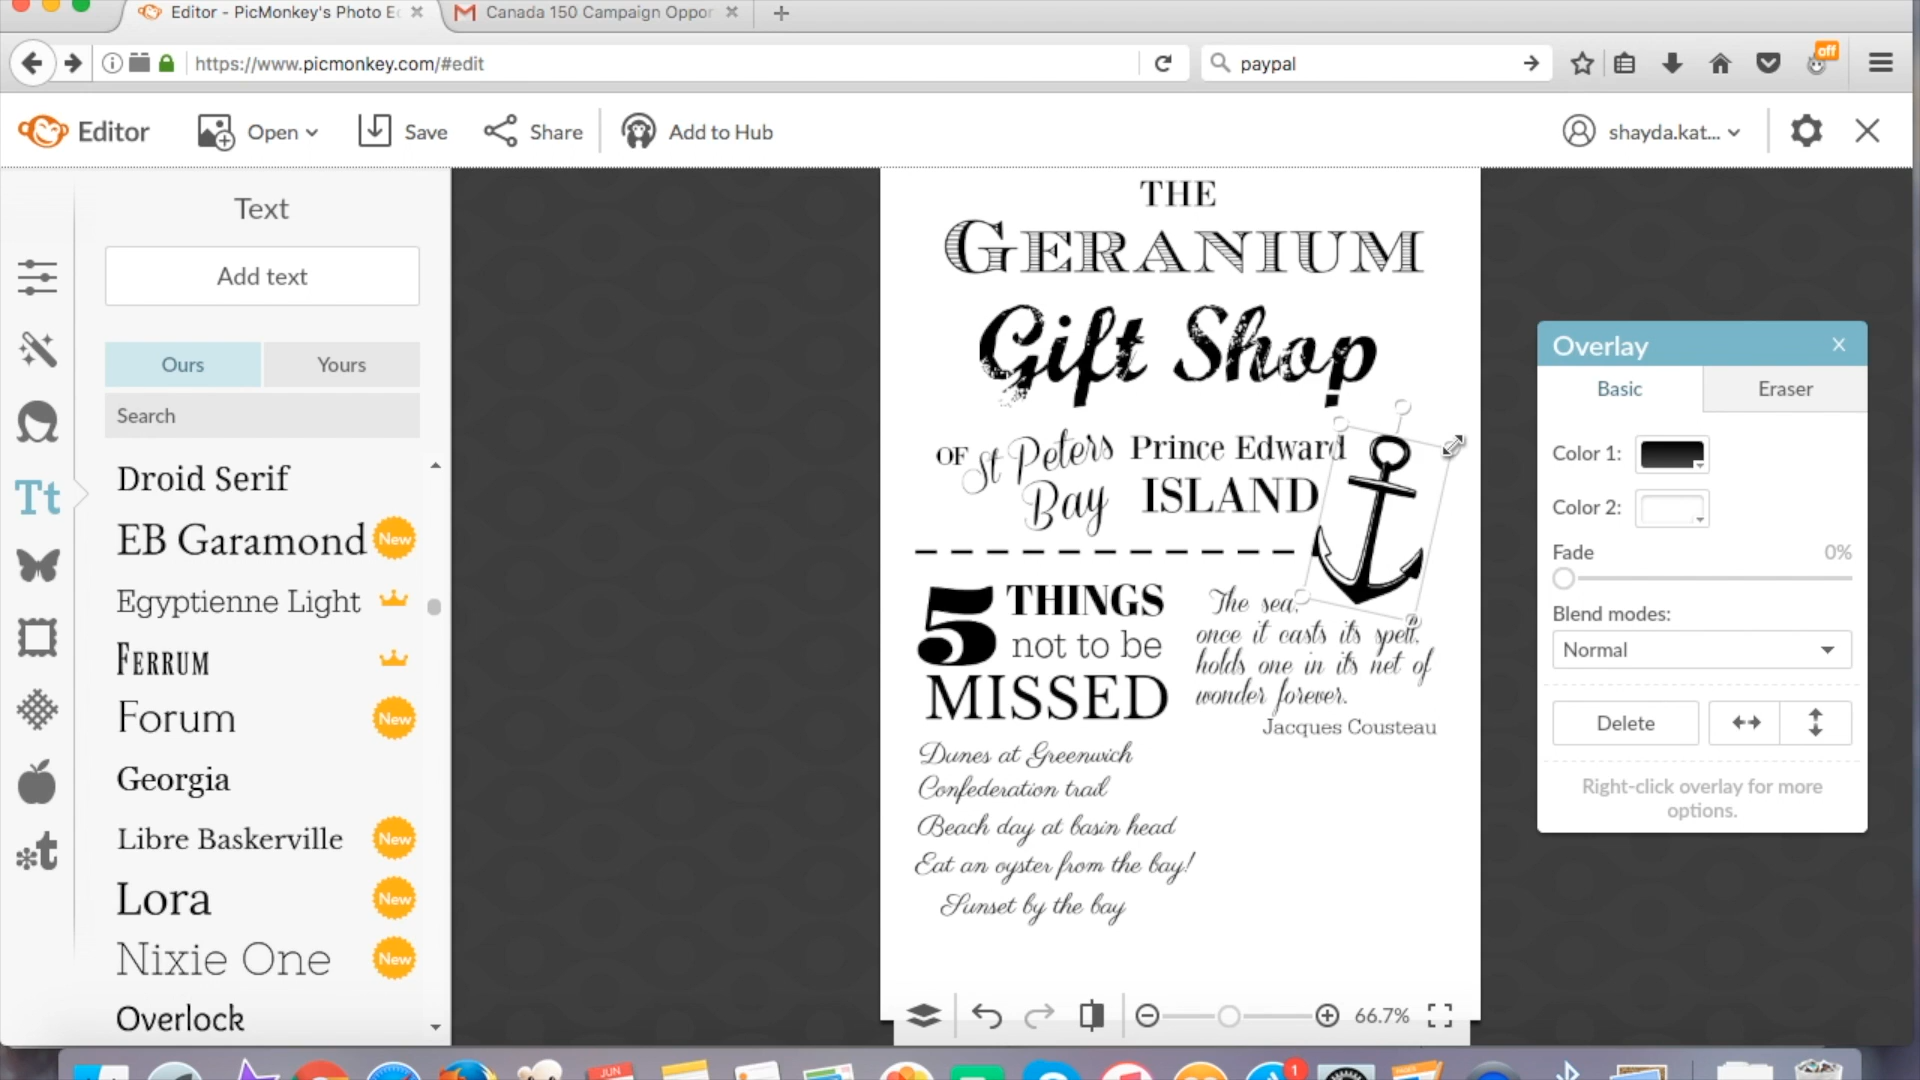 Editor - PicMonkey's Photo E
Canada 150 Campaign Oppor
https://www.picmonkey.com/#edit
paypal
off
Editor
Open
Save
Share
Add to Hub
shayda.kat...
Text
Add text
Ours
Yours
Search
Droid Serif
EB Garamond New
Egyptienne Light
FERRUM
Forum New
Georgia
Libre Baskerville New
Lora New
Nixie One New
Overlock
Tt
t
THE
GERANIUM
Gift Shop
OF St Peters Bay
Prince Edward
ISLAND
5 THINGS
not to be
MISSED
Dunes at Greenwich
Confederation trail
Beach day at basin head
Eat an oyster from the bay!
Sunset by the bay
The sea,
once it casts its spell,
holds one in its net of
wonder forever.
Jacques Cousteau
66.7%
Overlay
Basic
Eraser
Color 1:
Color 2:
Fade 0%
Blend modes:
Normal
Delete
Right-click overlay for more
options.
JUN
1